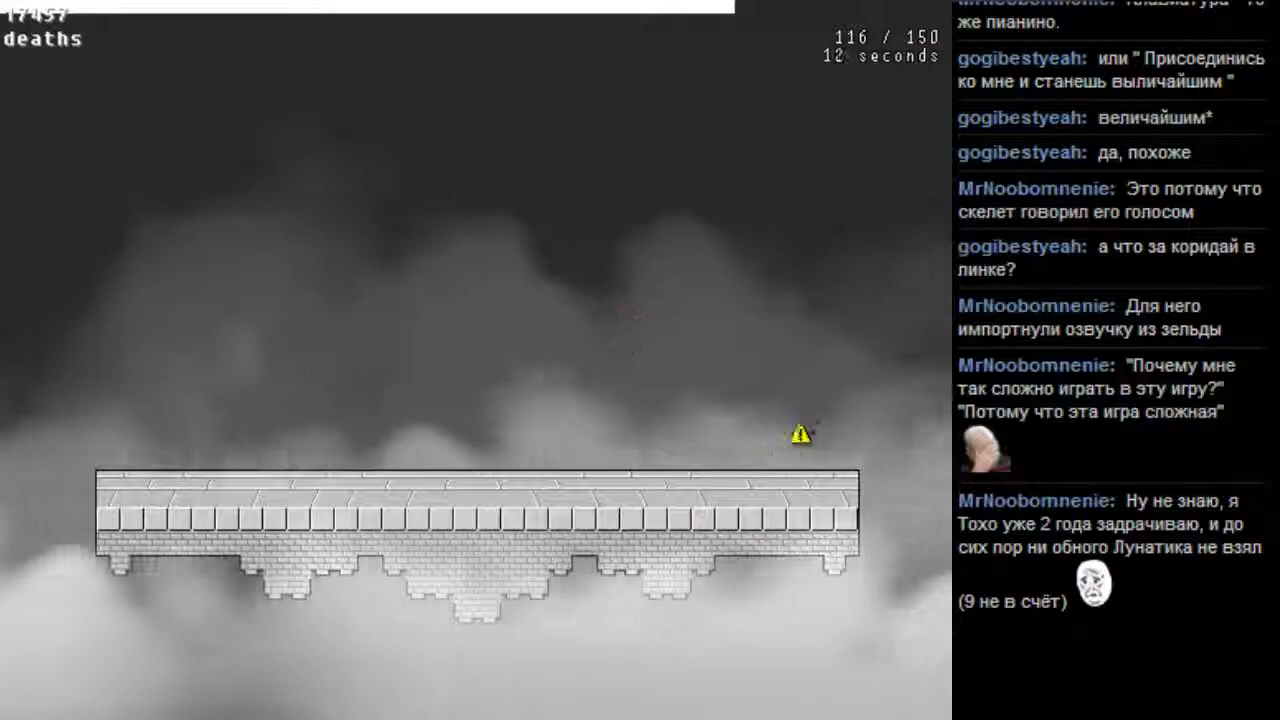 17457
deaths
116 / 150
12 seconds
MrNoobomnenie: Клавиатура - то
же пианино.
gogibestyeah: или " Присоединись
ко мне и станешь выличайшим "
gogibestyeah: величайшим*
gogibestyeah: да, похоже
MrNoobomnenie: Это потому что
скелет говорил его голосом
gogibestyeah: а что за коридай в
линке?
MrNoobomnenie: Для него
импортнули озвучку из зельды
MrNoobomnenie: "Почему мне
так сложно играть в эту игру?"
"Потому что эта игра сложная"
MrNoobomnenie: Ну не знаю, я
Тохо уже 2 года задрачиваю, и до
сих пор ни обного Лунатика не взял
(9 не в счёт)